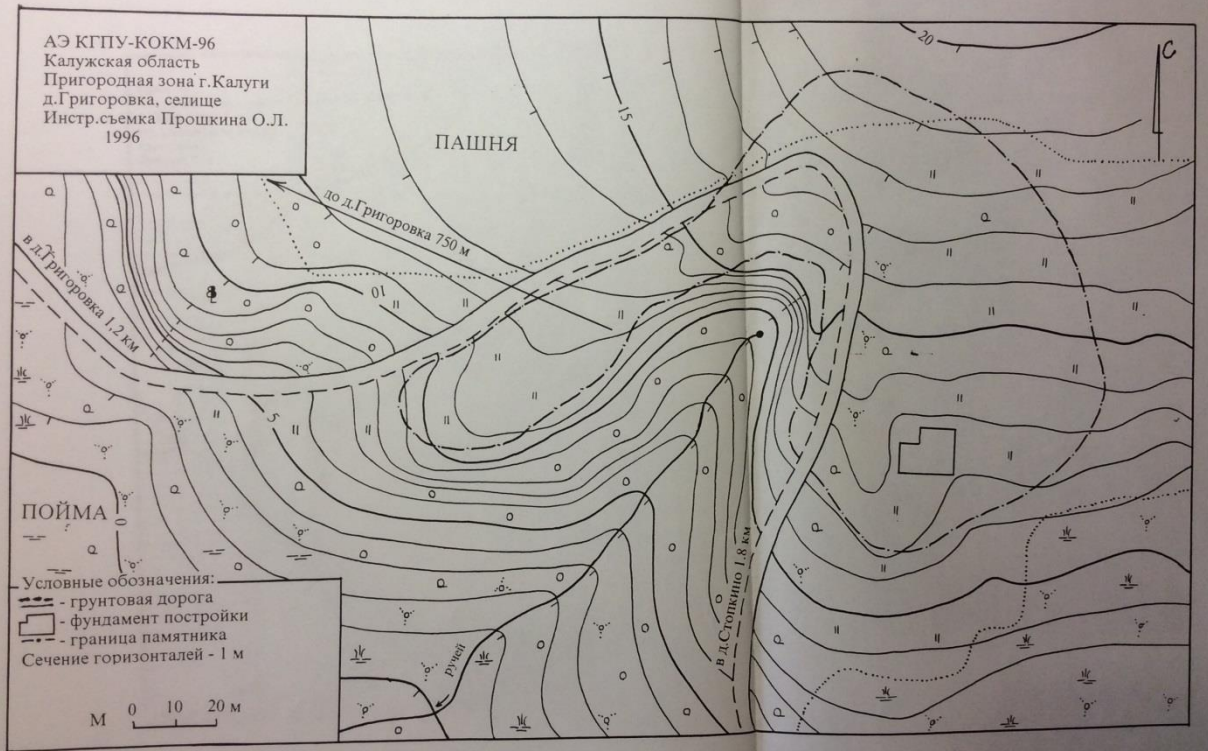 АЭ КГПУ-КОКМ-96
Калужская область
Пригородная зона г.Калуги
д.Григоровка, селище
Инстр.съемка Прошкина О.Л.
1996
20
С
15
ПАШНЯ
до д.Григоровка 750 м
в д.Григоровка 1,2 км
10
5
ПОЙМА
0
в д.Стопкино 1.8 км
ручей
Условные обозначения:
- грунтовая дорога
- фундамент постройки
- граница памятника
Сечение горизонталей - 1 м
М 0 10 20 м